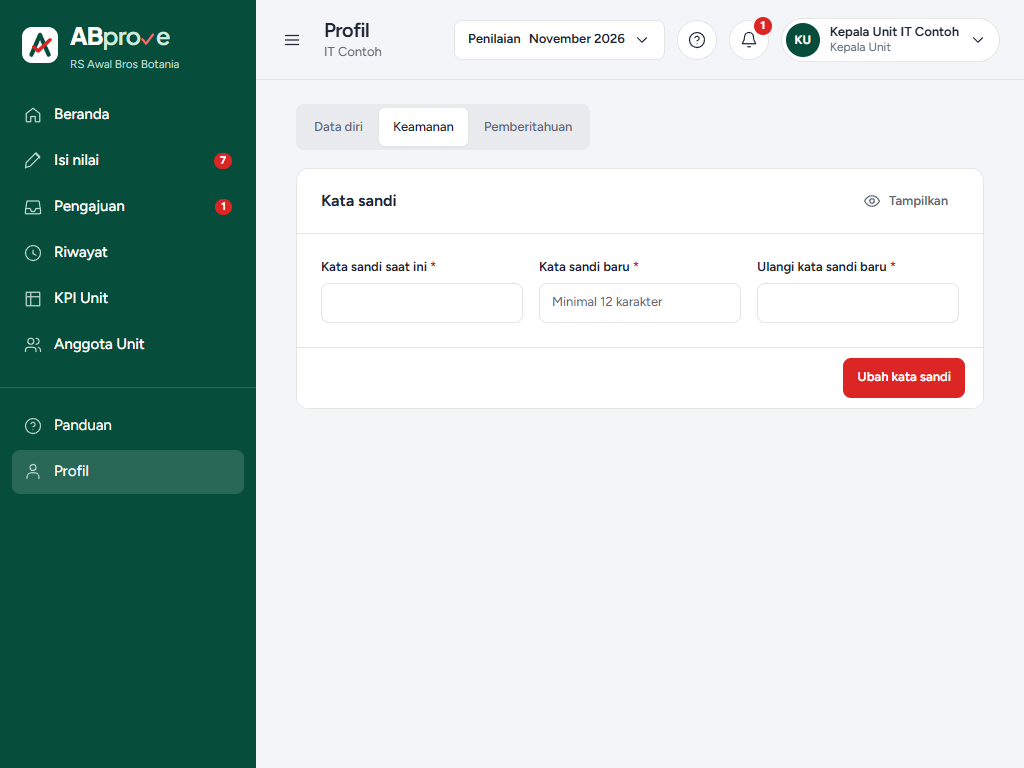 ABprove
RS Awal Bros Botania
Beranda
Isi nilai 7
Pengajuan 1
Riwayat
KPI Unit
Anggota Unit
Panduan
Profil
Profil
IT Contoh
Penilaian November 2026
1
KU
Kepala Unit IT Contoh
Kepala Unit
Data diri Keamanan Pemberitahuan
Kata sandi
Tampilkan
Kata sandi saat ini * Kata sandi baru * Ulangi kata sandi baru *
Minimal 12 karakter
Ubah kata sandi